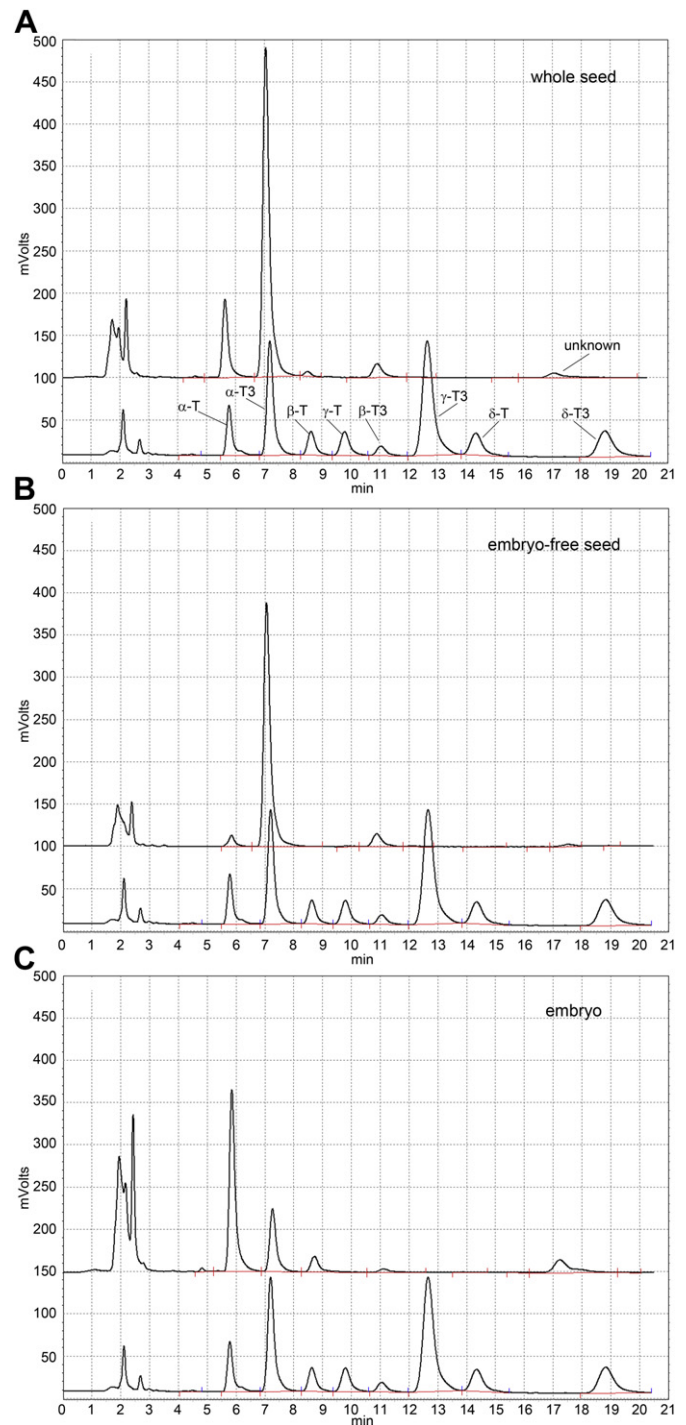 A
whole seed
500
450
400
350
300
250
200
150
100
50
mVolts
unknown
α-T
α-T3
β-T
γ-T
β-T3
γ-T3
δ-T
δ-T3
0 1 2 3 4 5 6 7 8 9 10 11 12 13 14 15 16 17 18 19 20 21
min
B
embryo-free seed
500
450
400
350
300
250
200
150
100
50
mVolts
0 1 2 3 4 5 6 7 8 9 10 11 12 13 14 15 16 17 18 19 20 21
min
C
embryo
500
450
400
350
300
250
200
150
100
50
mVolts
0 1 2 3 4 5 6 7 8 9 10 11 12 13 14 15 16 17 18 19 20 21
min